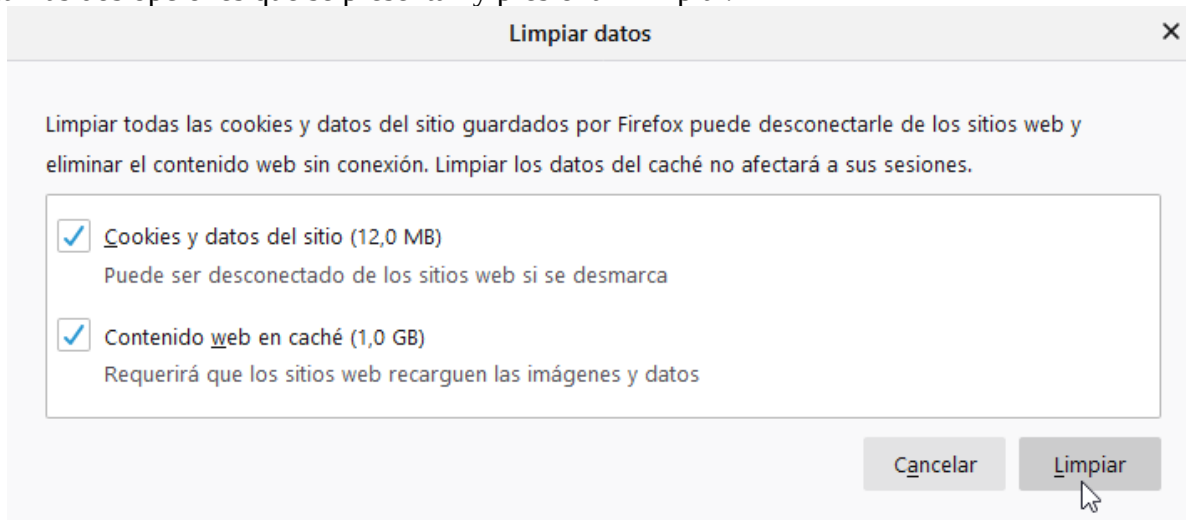 Limpiar datos
Limpiar todas las cookies y datos del sitio guardados por Firefox puede desconectarle de los sitios web y
eliminar el contenido web sin conexión. Limpiar los datos del caché no afectará a sus sesiones.
Cookies y datos del sitio (12,0 MB)
Puede ser desconectado de los sitios web si se desmarca
Contenido web en caché (1,0 GB)
Requerirá que los sitios web recarguen las imágenes y datos
Cancelar Limpiar